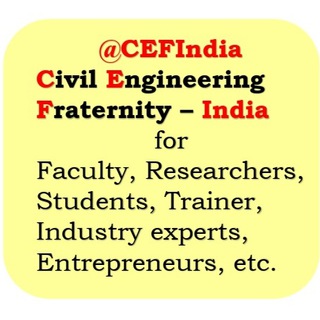 @CEFIndia
Civil Engineering
Fraternity – India
for
Faculty, Researchers,
Students, Trainer,
Industry experts,
Entrepreneurs, etc.